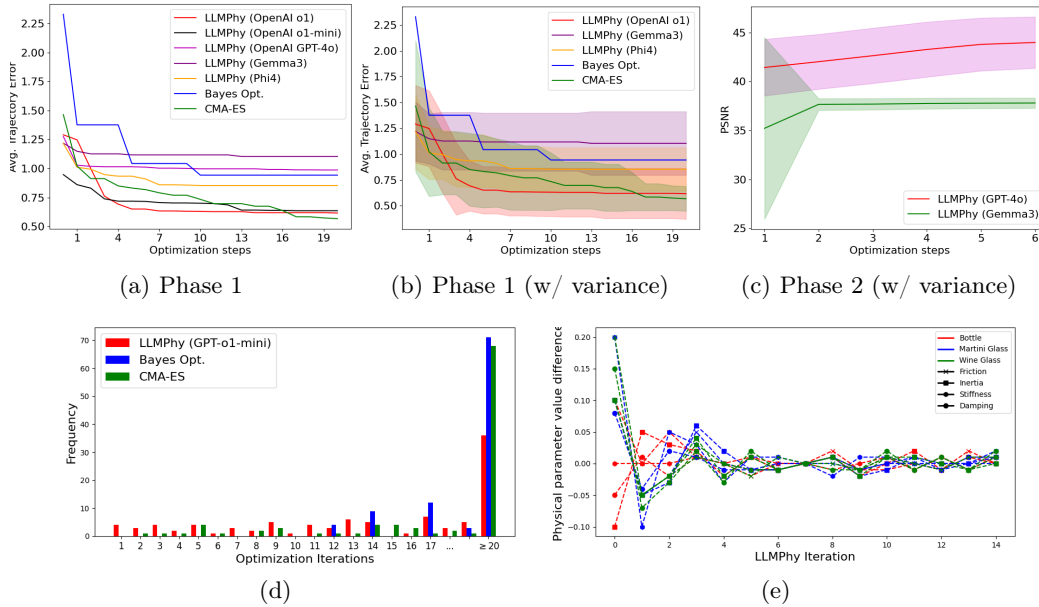 2.25
2.00
1.75
1.50
1.25
1.00
0.75
0.50
Avg. Trajectory Error
1 4 7 10 13 16 19
Optimization steps
LLMPhy (OpenAI o1)
LLMPhy (OpenAI o1-mini)
LLMPhy (OpenAI GPT-4o)
LLMPhy (Gemma3)
LLMPhy (Phi4)
Bayes Opt.
CMA-ES
(a) Phase 1
2.25
2.00
1.75
1.50
1.25
1.00
0.75
0.50
Avg. Trajectory Error
1 4 7 10 13 16 19
Optimization steps
LLMPhy (OpenAI o1)
LLMPhy (Gemma3)
LLMPhy (Phi4)
Bayes Opt.
CMA-ES
(b) Phase 1 (w/ variance)
45
40
35
30
25
PSNR
1 2 3 4 5 6
Optimization steps
LLMPhy (GPT-4o)
LLMPhy (Gemma3)
(c) Phase 2 (w/ variance)
70
60
50
40
30
20
10
0
Frequency
1 2 3 4 5 6 7 8 9 10 11 12 13 14 15 16 17 ... ≥20
Optimization Iterations
LLMPhy (GPT-o1-mini)
Bayes Opt.
CMA-ES
(d)
0.20
0.15
0.10
0.05
0.00
−0.05
−0.10
Physical parameter value difference
0 2 4 6 8 10 12 14
LLMPhy Iteration
Bottle
Martini Glass
Wine Glass
Friction
Inertia
Stiffness
Damping
(e)